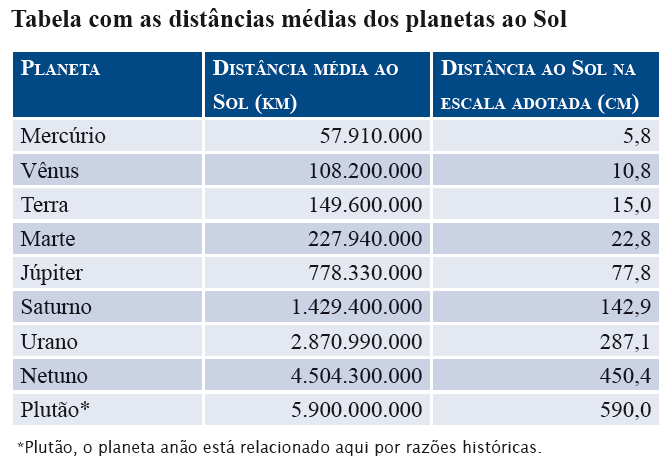 Tabela com as distâncias médias dos planetas ao Sol
Planeta Distância média ao Sol (km) Distância ao Sol na escala adotada (cm)
Mercúrio 57.910.000 5,8
Vênus 108.200.000 10,8
Terra 149.600.000 15,0
Marte 227.940.000 22,8
Júpiter 778.330.000 77,8
Saturno 1.429.400.000 142,9
Urano 2.870.990.000 287,1
Netuno 4.504.300.000 450,4
Plutão* 5.900.000.000 590,0
*Plutão, o planeta anão está relacionado aqui por razões históricas.